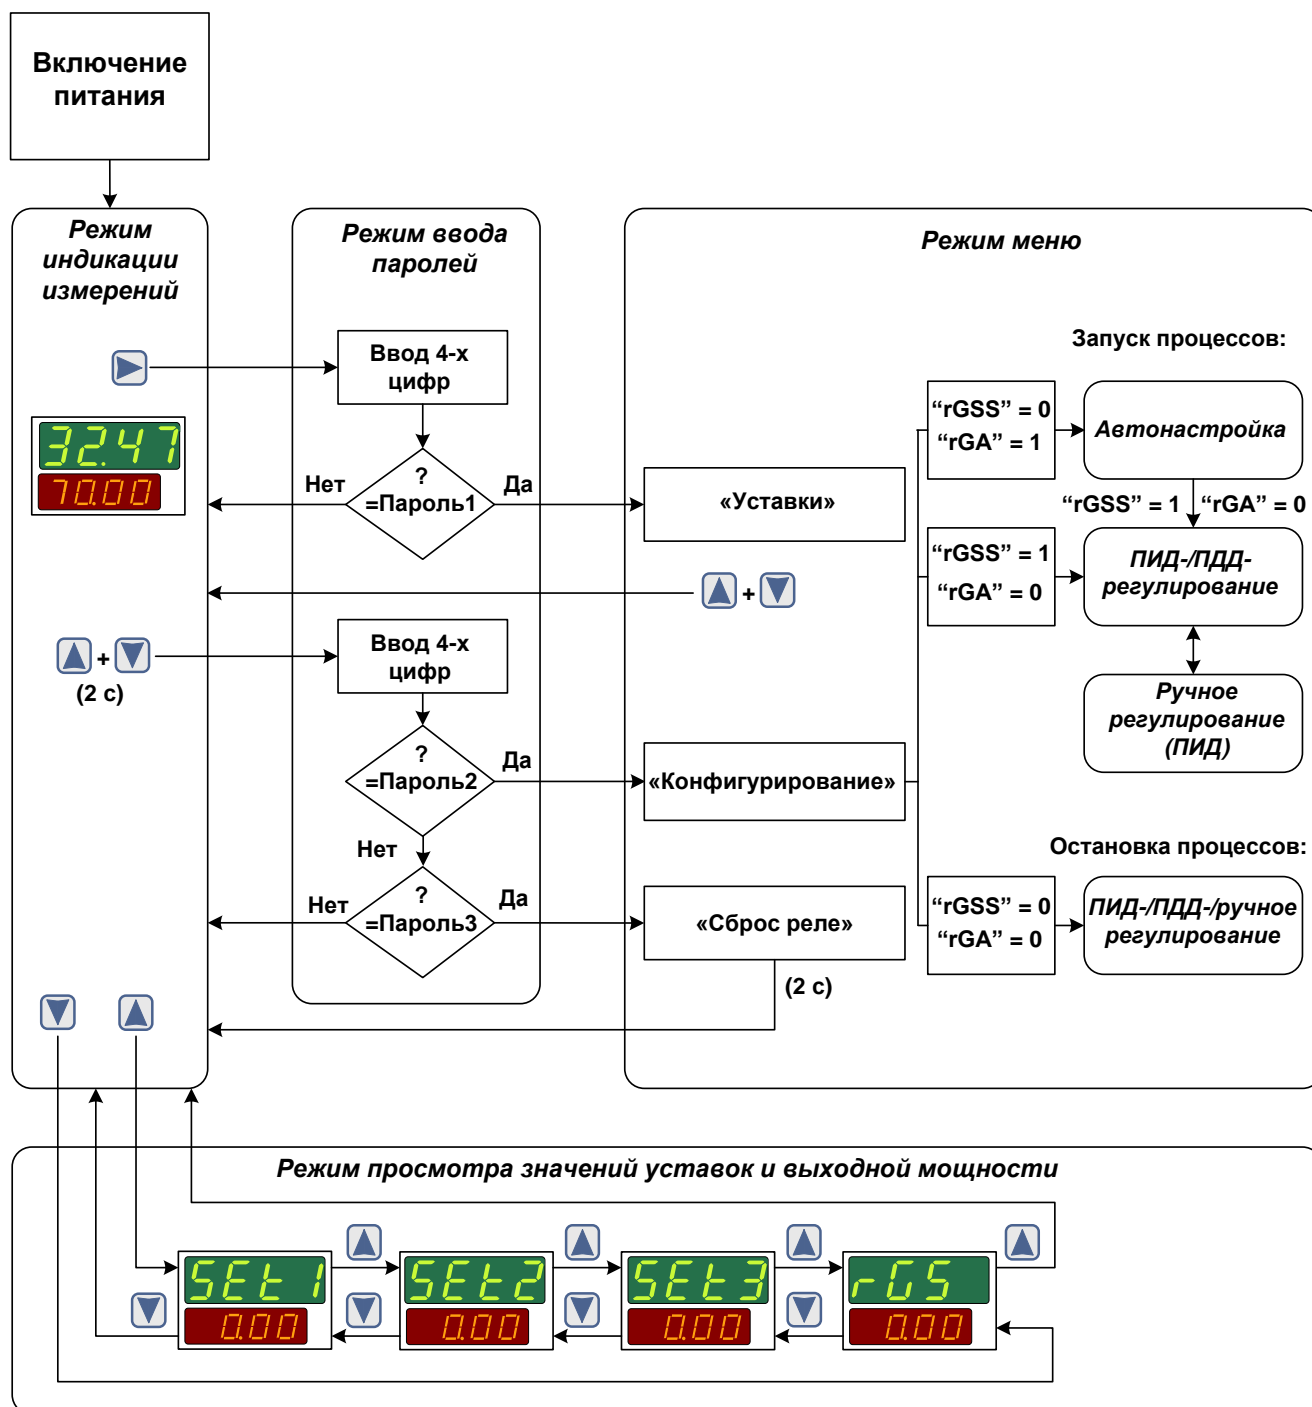 Включение
питания
Режим
индикации
измерений
Режим ввода
паролей
Режим меню
Запуск процессов:
Ввод 4-х
цифр
“rGSS” = 0
“rGA” = 1
Автонастройка
32.47
70.00
Нет
?
=Пароль1
Да
«Уставки»
“rGSS” = 1 “rGA” = 0
“rGSS” = 1
“rGA” = 0
ПИД-/ПДД-
регулирование
+
+
(2 с)
Ввод 4-х
цифр
Ручное
регулирование
(ПИД)
?
=Пароль2
Да
«Конфигурирование»
Нет
Остановка процессов:
Нет
?
=Пароль3
Да
«Сброс реле»
“rGSS” = 0
“rGA” = 0
ПИД-/ПДД-/ручное
регулирование
(2 с)
Режим просмотра значений уставок и выходной мощности
SEt1
0.00
SEt2
0.00
SEt3
0.00
rGS
0.00